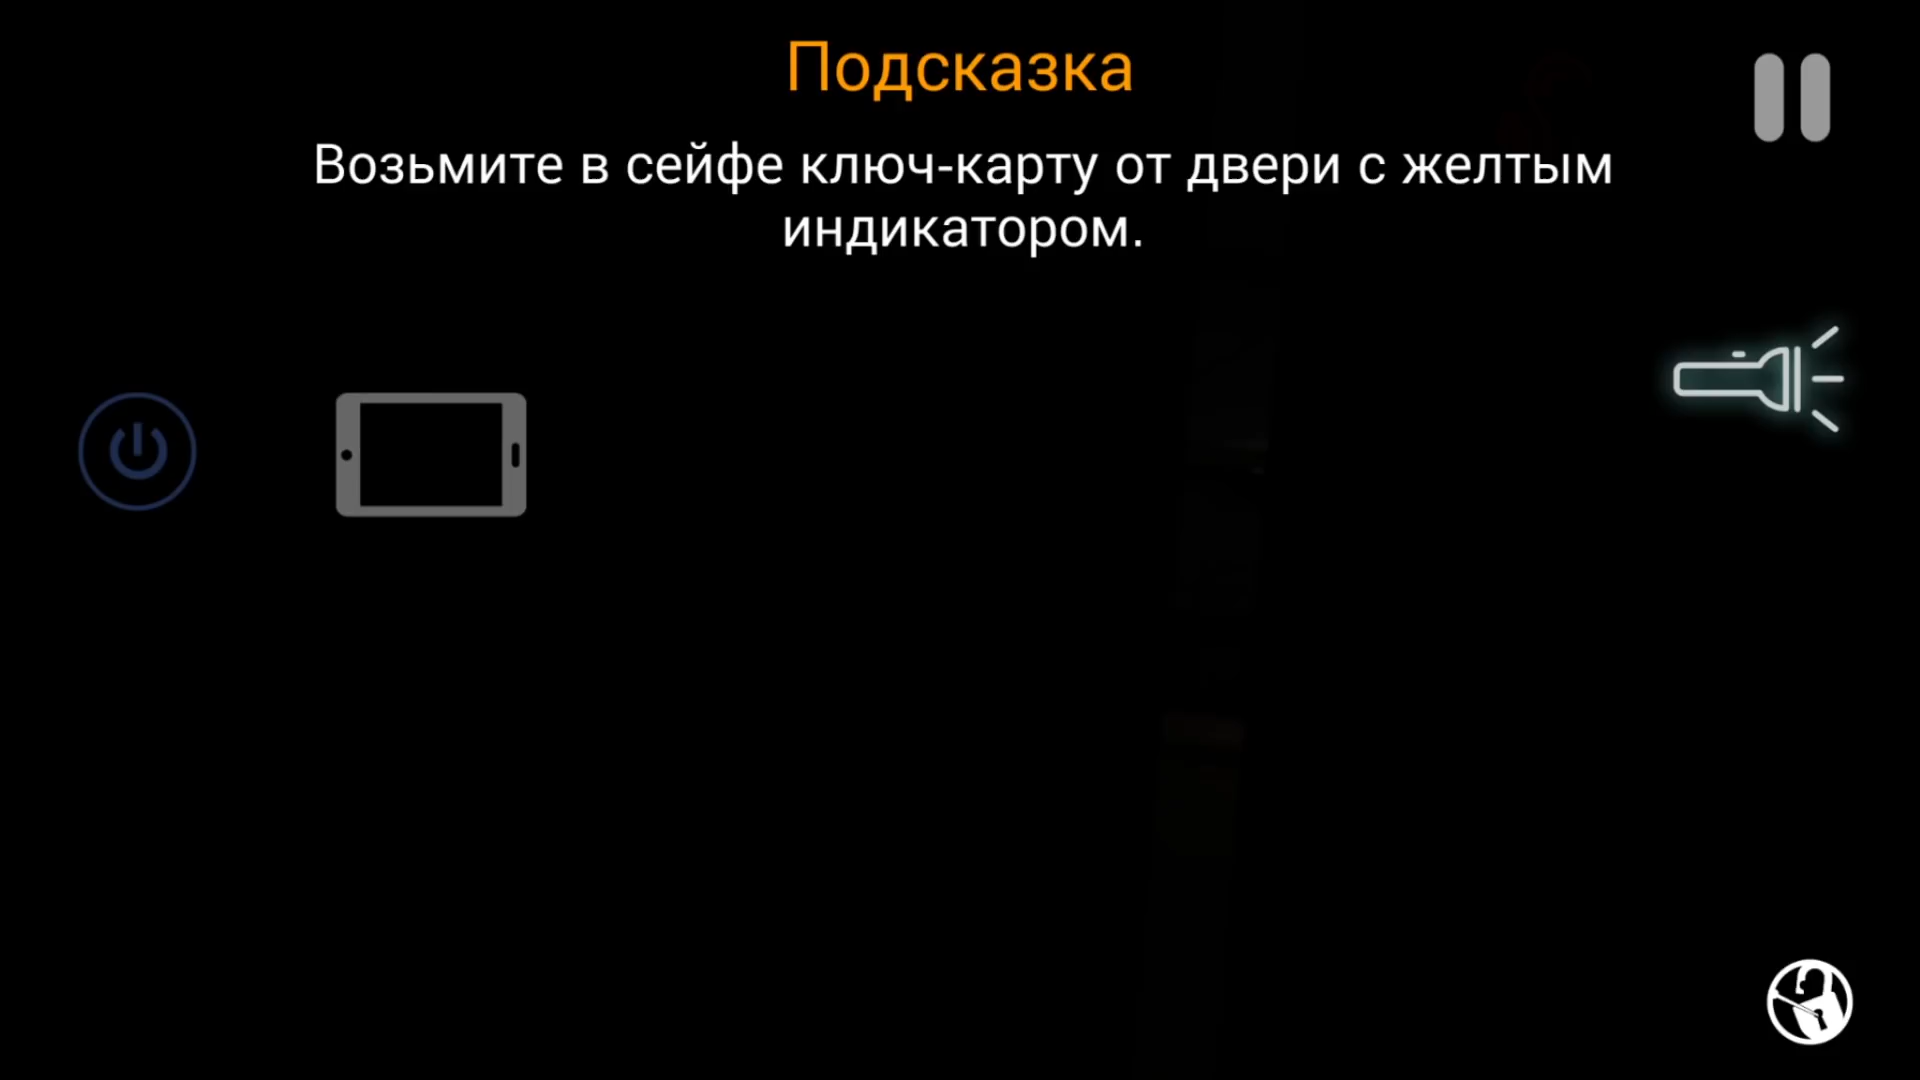 Подсказка
Возьмите в сейфе ключ-карту от двери с желтым
индикатором.